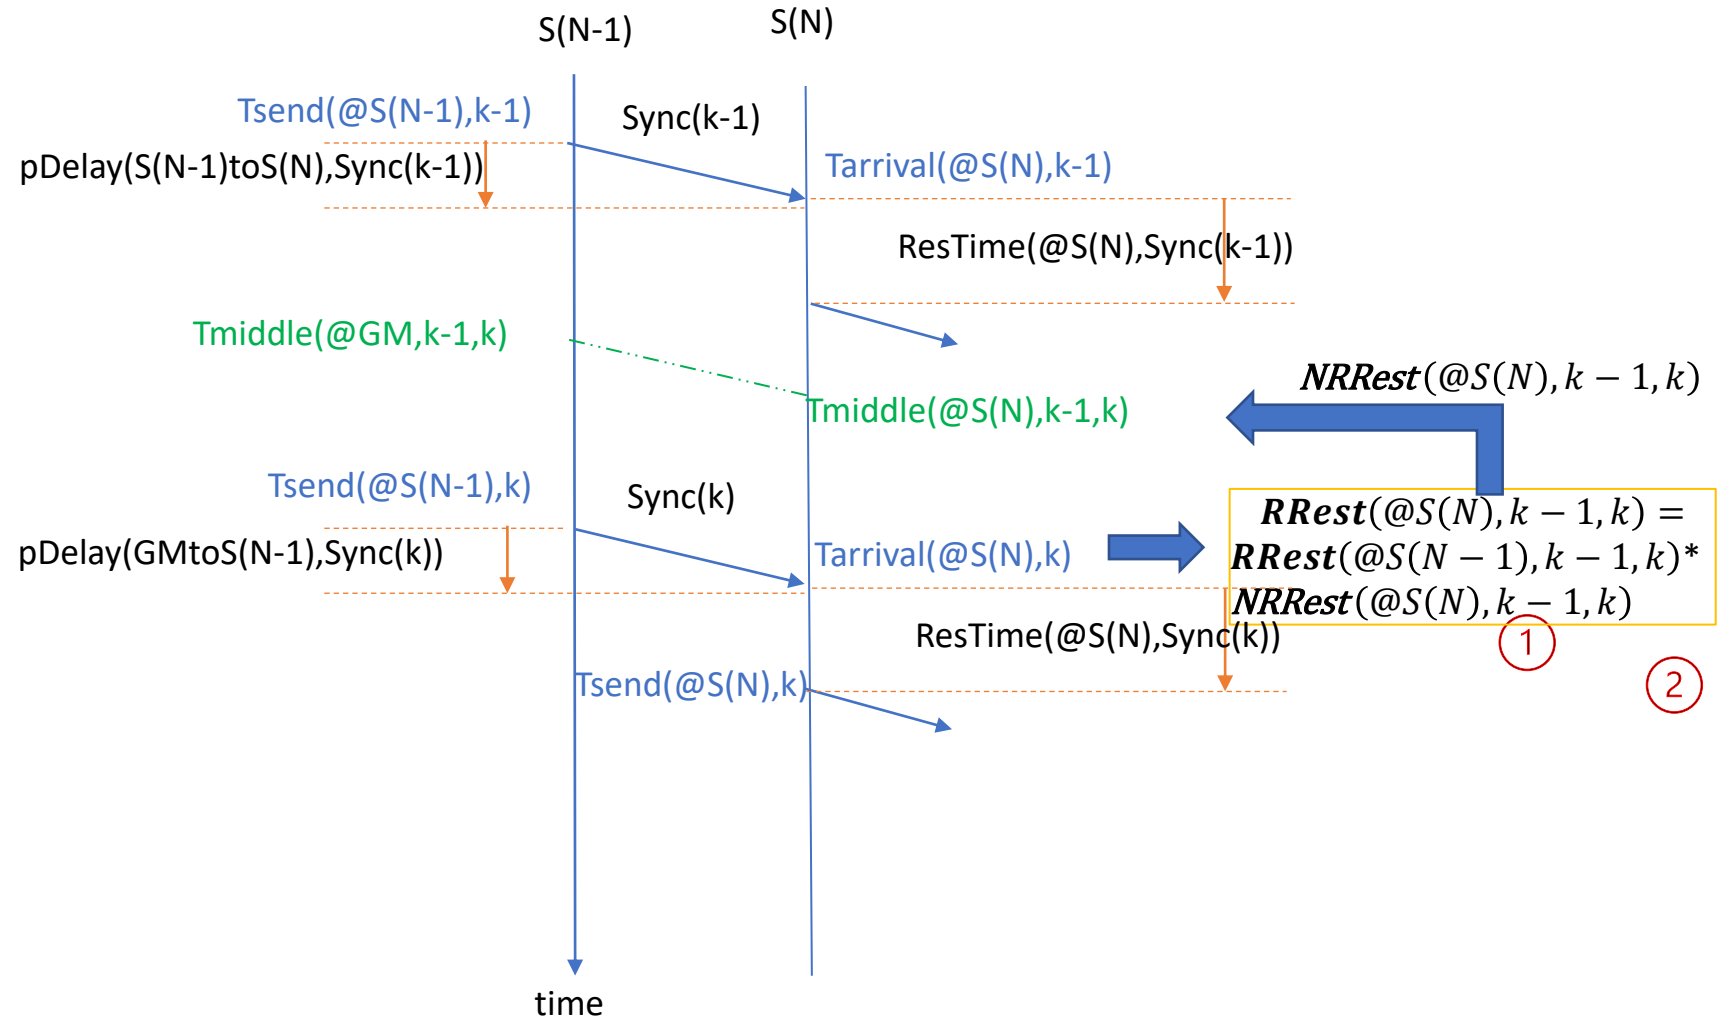 S(N-1)
S(N)
Tsend(@S(N-1),k-1)
Sync(k-1)
pDelay(S(N-1)toS(N),Sync(k-1))
Tarrival(@S(N),k-1)
ResTime(@S(N),Sync(k-1))
Tmiddle(@GM,k-1,k)
NRRest(@S(N), k − 1, k)
Tmiddle(@S(N),k-1,k)
Tsend(@S(N-1),k)
Sync(k)
pDelay(GMtoS(N-1),Sync(k))
Tarrival(@S(N),k)
RRest(@S(N), k − 1, k) =
RRest(@S(N − 1), k − 1, k)*
NRRest(@S(N), k − 1, k)
ResTime(@S(N),Sync(k))
1
2
Tsend(@S(N),k)
time